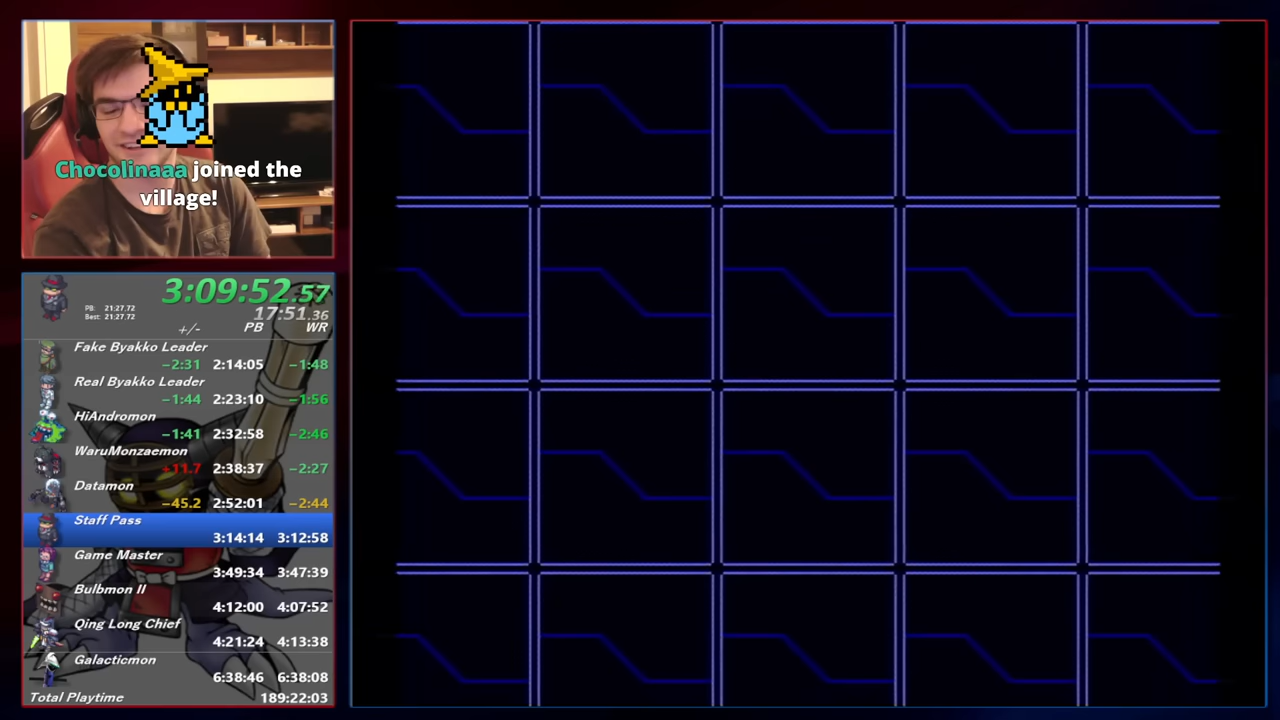 Chocolinaaa joined the
village!
3:09:52.57
PB: 21:27.72
Best: 21:27.72
17:51.36
+/- PB WR
Fake Byakko Leader
−2:31 2:14:05 −1:48
Real Byakko Leader
−1:44 2:23:10 −1:56
HiAndromon
−1:41 2:32:58 −2:46
WaruMonzaemon
+11.7 2:38:37 −2:27
Datamon
−45.2 2:52:01 −2:44
Staff Pass
3:14:14 3:12:58
Game Master
3:49:34 3:47:39
Bulbmon II
4:12:00 4:07:52
Qing Long Chief
4:21:24 4:13:38
Galacticmon
6:38:46 6:38:08
Total Playtime 189:22:03